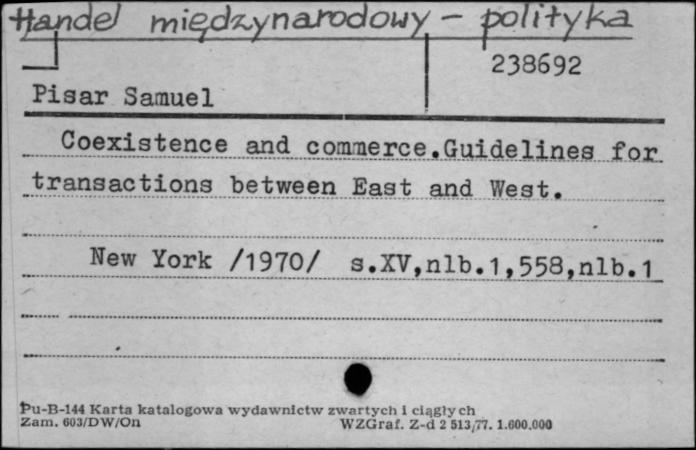 Handel międzynarodowy - polityka
238692
Pisar Samuel
Coexistence and commerce.Guidelines for
transactions between East and West.
New York /1970/ s.XV,nlb.1,558,nlb.1
Pu-B-144 Karta katalogowa wydawnictw zwartych i ciągłych
Zam. 603/DW/On WZGraf. Z-d 2 513/77. 1.600.000